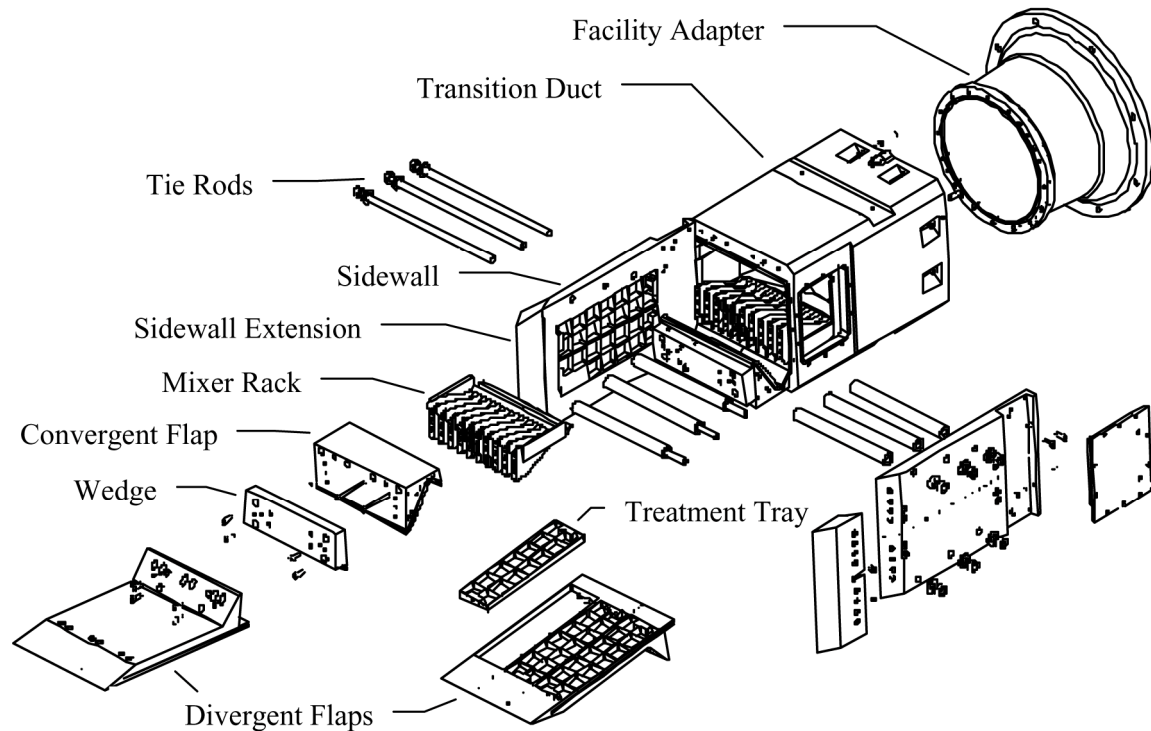 Facility Adapter
Transition Duct
Tie Rods
Sidewall
Sidewall Extension
Mixer Rack
Convergent Flap
Wedge
Treatment Tray
Divergent Flaps